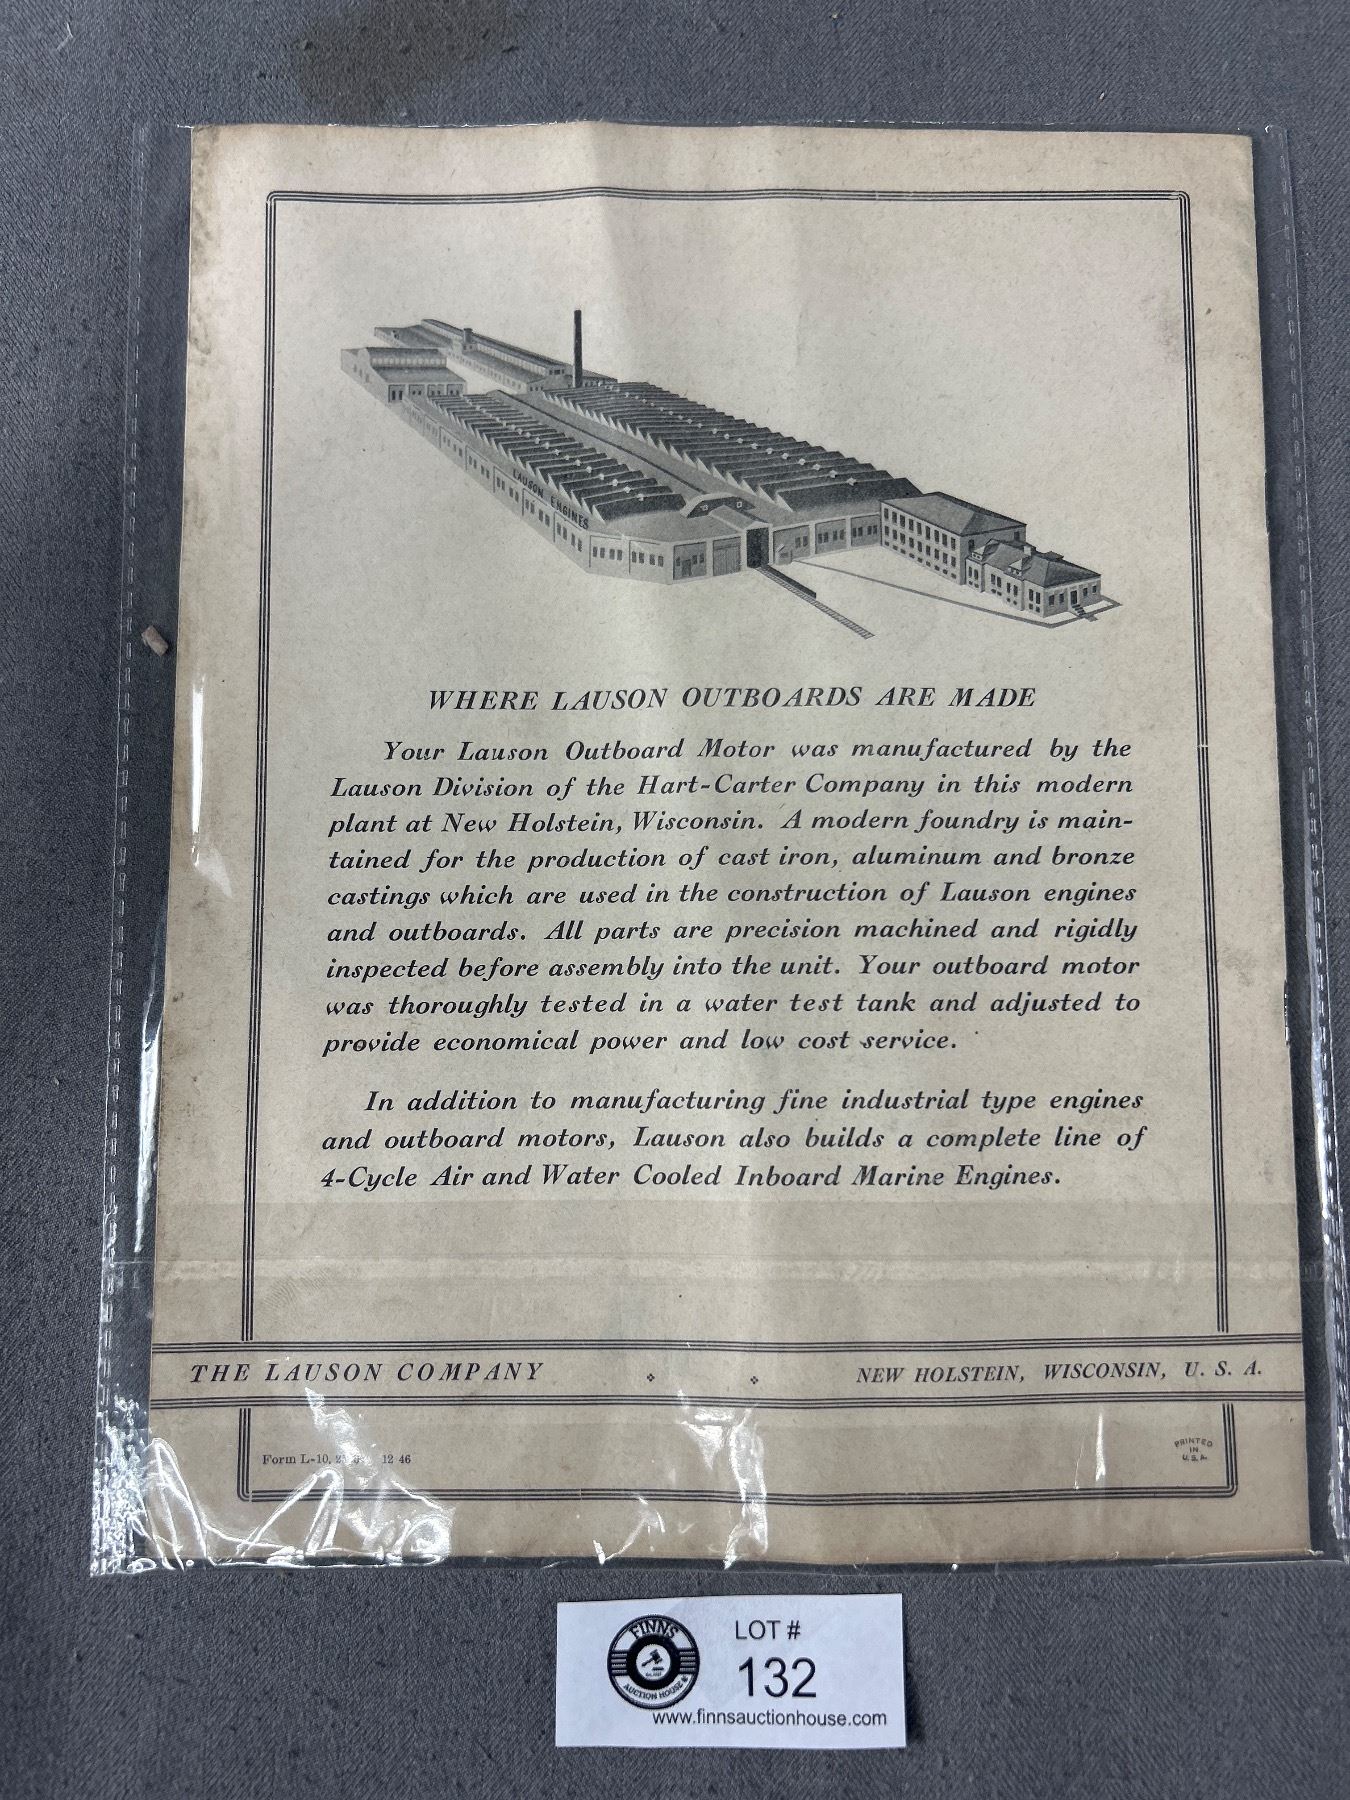 LAUSON ENGINES
WHERE LAUSON OUTBOARDS ARE MADE
Your Lauson Outboard Motor was manufactured by the
Lauson Division of the Hart-Carter Company in this modern
plant at New Holstein, Wisconsin. A modern foundry is main-
tained for the production of cast iron, aluminum and bronze
castings which are used in the construction of Lauson engines
and outboards. All parts are precision machined and rigidly
inspected before assembly into the unit. Your outboard motor
was thoroughly tested in a water test tank and adjusted to
provide economical power and low cost service.
In addition to manufacturing fine industrial type engines
and outboard motors, Lauson also builds a complete line of
4-Cycle Air and Water Cooled Inboard Marine Engines.
THE LAUSON COMPANY
NEW HOLSTEIN, WISCONSIN, U. S. A.
Form L-10, 12 46
PRINTED
IN
U.S.A.
FINNS
AUCTION HOUSE
LOT #
132
www.finnsauctionhouse.com